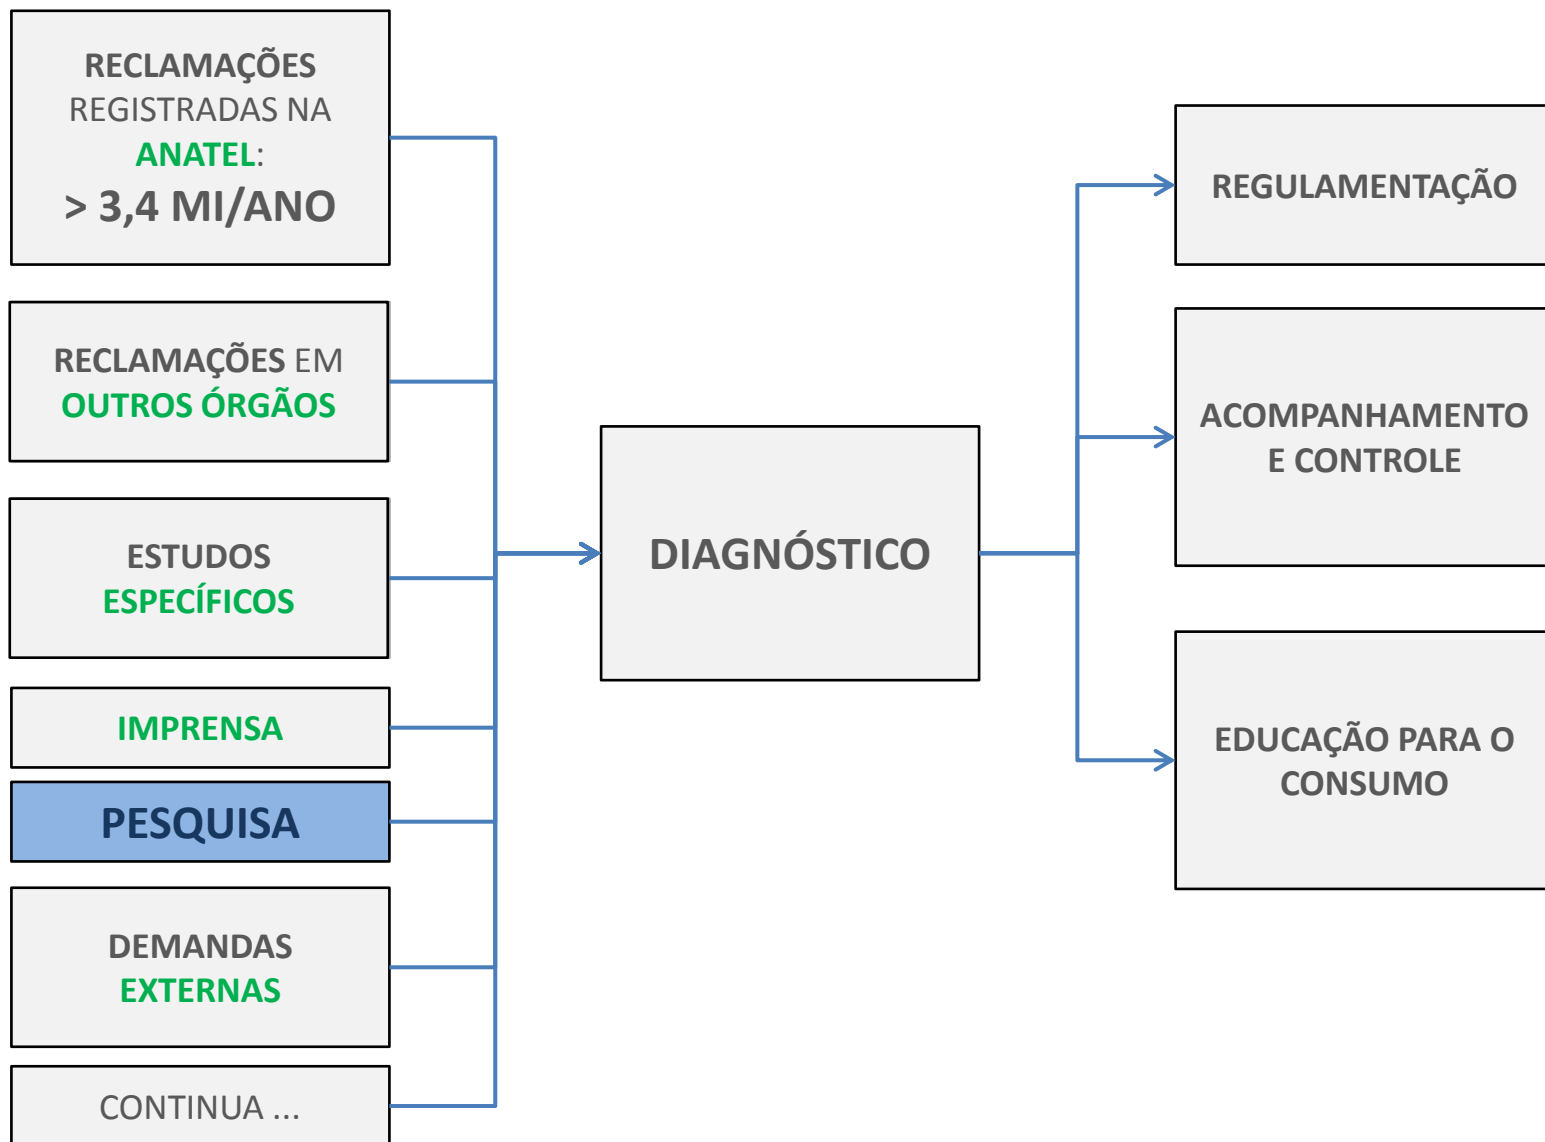 RECLAMAÇÕES
REGISTRADAS NA
ANATEL:
> 3,4 MI/ANO
RECLAMAÇÕES EM
OUTROS ÓRGÃOS
ESTUDOS
ESPECÍFICOS
IMPRENSA
PESQUISA
DEMANDAS
EXTERNAS
CONTINUA ...
DIAGNÓSTICO
REGULAMENTAÇÃO
ACOMPANHAMENTO
E CONTROLE
EDUCAÇÃO PARA O
CONSUMO